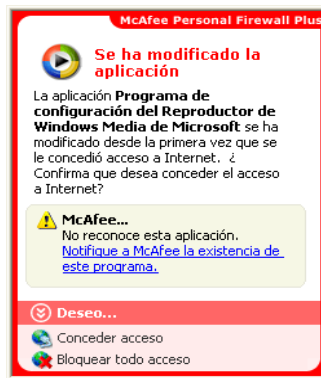 McAfee Personal Firewall Plus
Se ha modificado la
aplicación
La aplicación Programa de
configuración del Reproductor de
Windows Media de Microsoft se ha
modificado desde la primera vez que se
le concedió acceso a Internet. ¿
Confirma que desea conceder el acceso
a Internet?
McAfee...
No reconoce esta aplicación.
Notifique a McAfee la existencia de
este programa.
Deseo...
Conceder acceso
Bloquear todo acceso